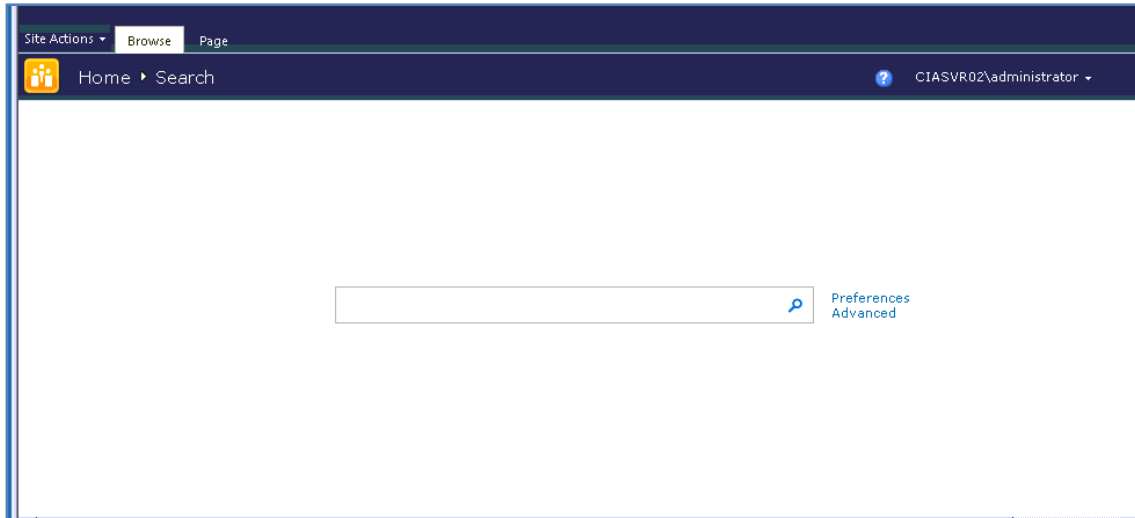 Site Actions Browse Page
Home Search CIASVR02\administrator
Preferences
Advanced